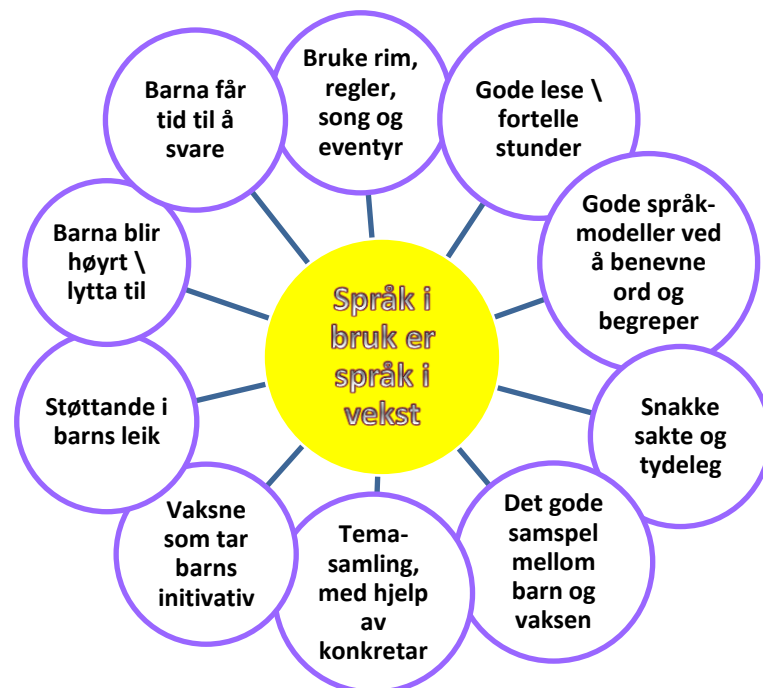 Språk i
bruk er
språk i
vekst
Bruke rim,
regler,
song og
eventyr
Gode lese \
fortelle
stunder
Gode språk-
modeller ved
å benevne
ord og
begreper
Snakke
sakte og
tydeleg
Det gode
samspel
mellom
barn og
vaksen
Tema-
samling,
med hjelp
av
konkretar
Vaksne
som tar
barns
initivativ
Støttande i
barns leik
Barna blir
høyrt \
lytta til
Barna får
tid til å
svare